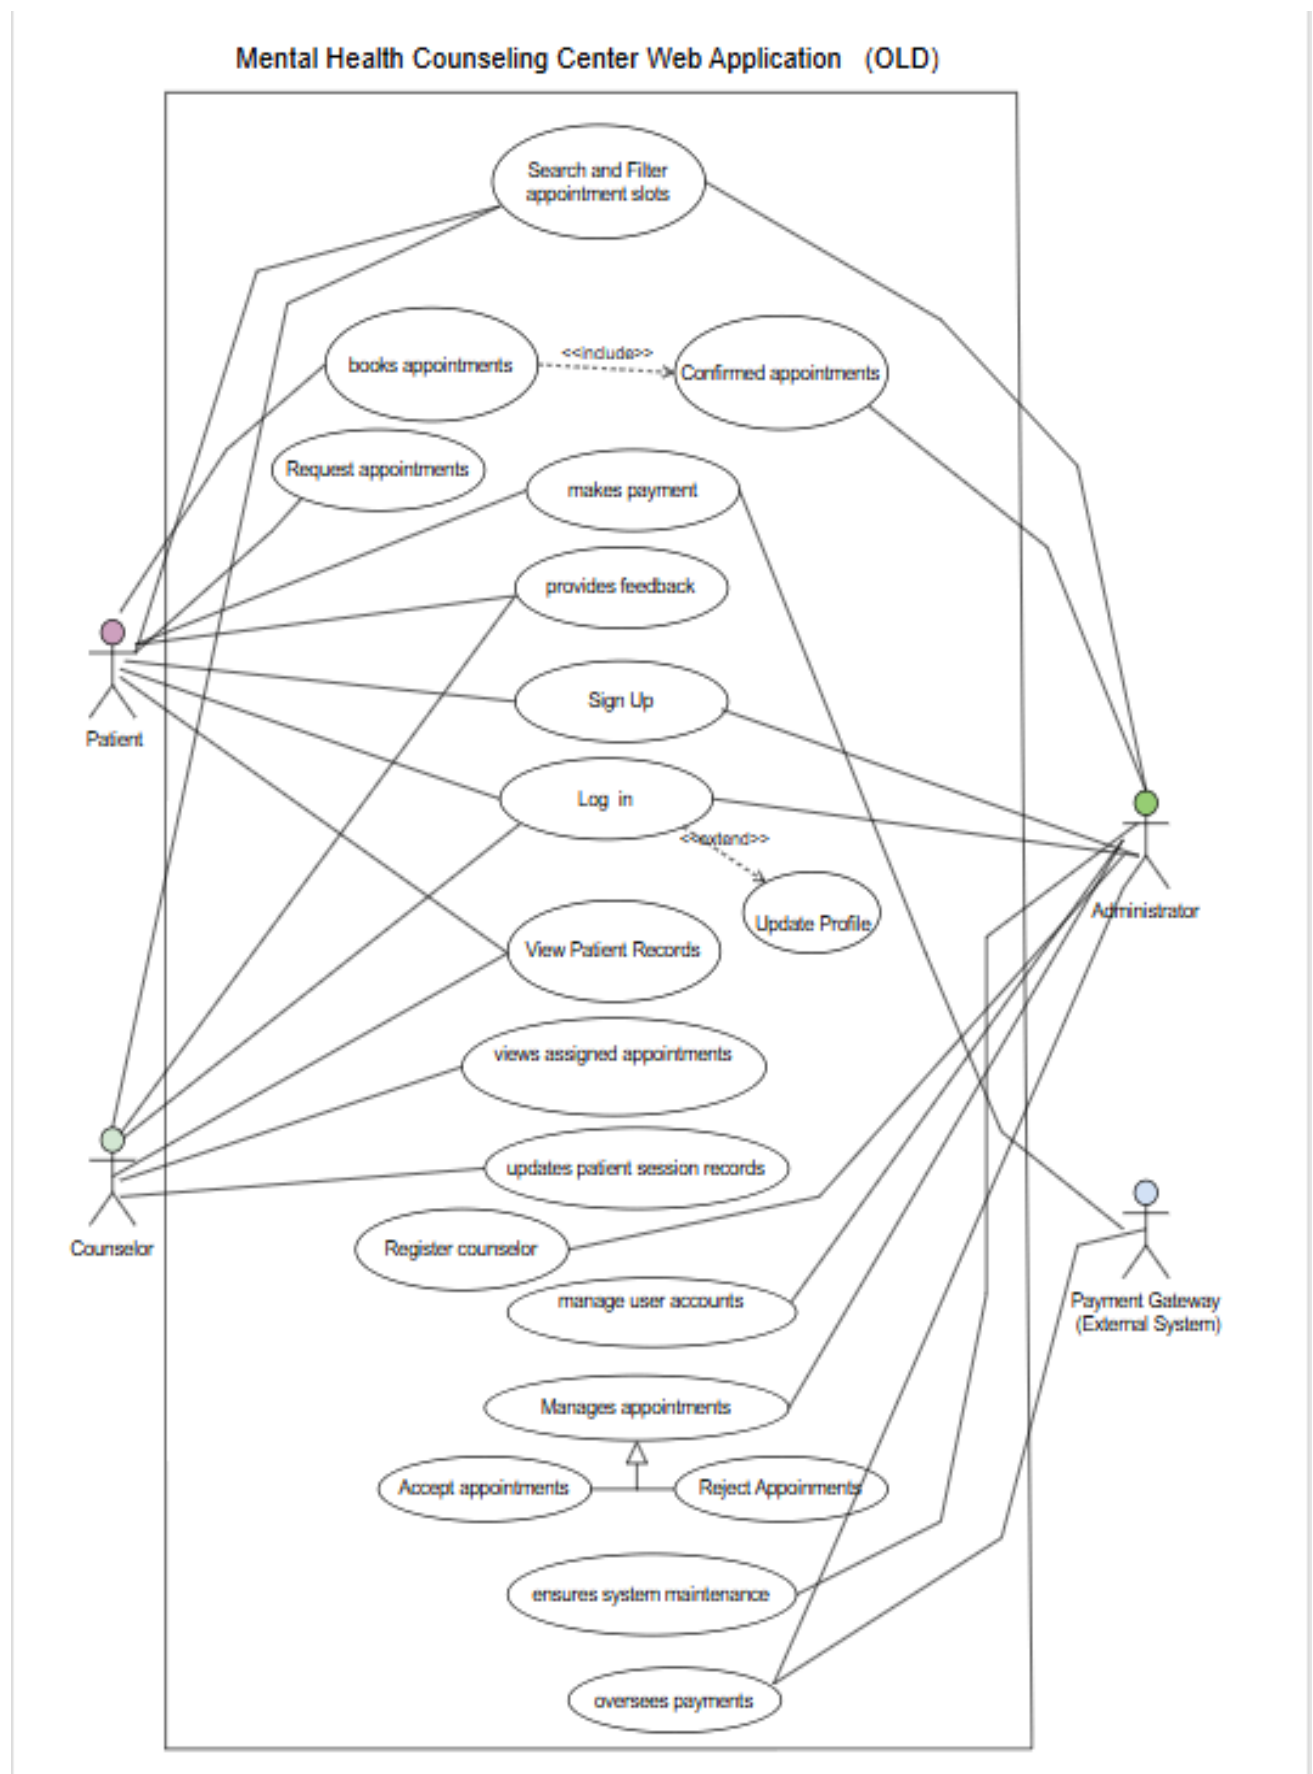 Mental Health Counseling Center Web Application (OLD)
Search and Filter
appointment slots
books appointments
<<include>>
Confirmed appointments
Request appointments
makes payment
provides feedback
Sign Up
Patient
Log in
<<extend>>
Update Profile
Administrator
View Patient Records
views assigned appointments
updates patient session records
Counselor
Register counselor
manage user accounts
Payment Gateway
(External System)
Manages appointments
Accept appointments
Reject Appoinments
ensures system maintenance
oversees payments